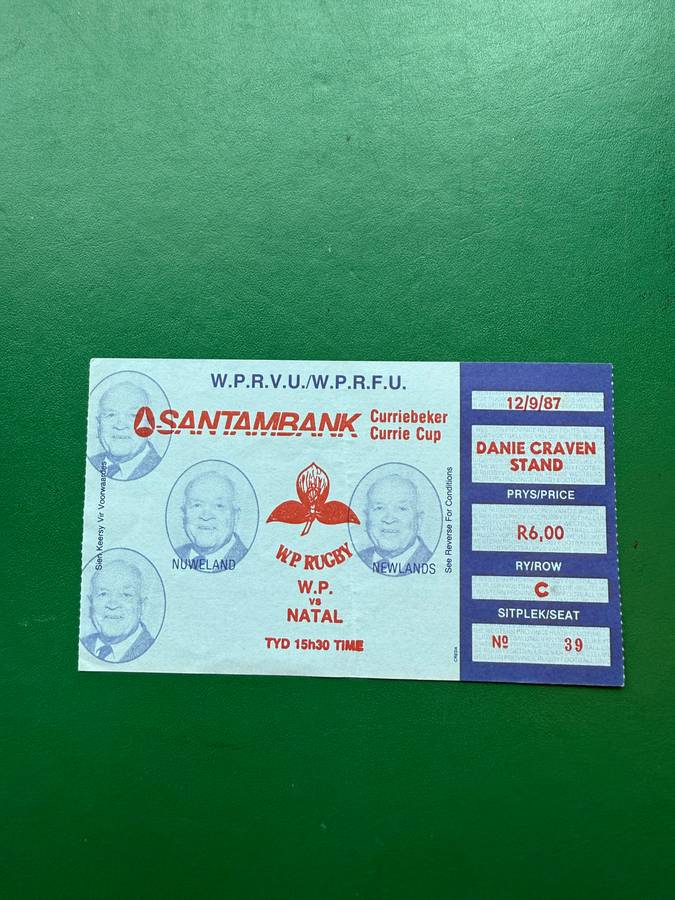 W.P.R.V.U./W.P.R.F.U.
SANTAMBANK
Curriebeker
Currie Cup
Sien Keersy Vir Voorwaardes
NUWELAND
W.P. RUGBY
NEWLANDS
See Reverse For Conditions
W.P.
vs
NATAL
TYD 15h30 TIME
12/9/87
DANIE CRAVEN
STAND
PRYS/PRICE
R6,00
RY/ROW
C
SITPLEK/SEAT
Nº 39